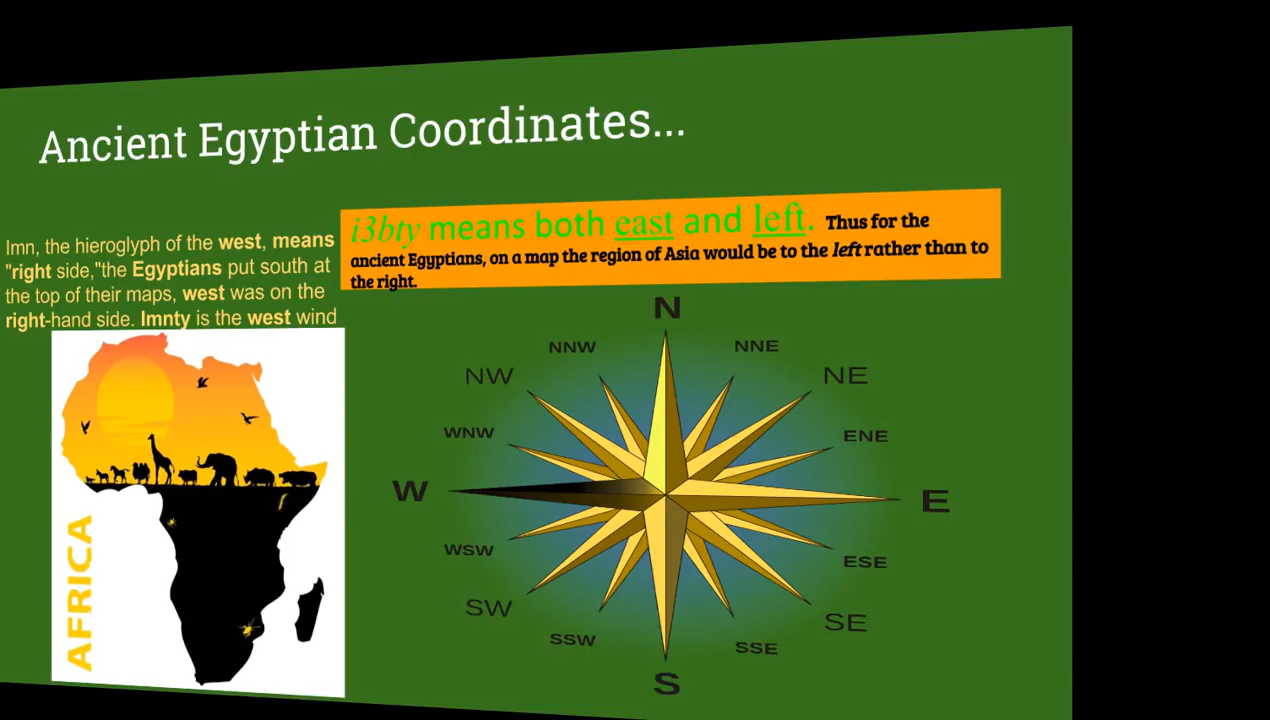 Ancient Egyptian Coordinates...
Imn, the hieroglyph of the west, means
"right side,"the Egyptians put south at
the top of their maps, west was on the
right-hand side. Imnty is the west wind
i3bty means both east and left. Thus for the
ancient Egyptians, on a map the region of Asia would be to the left rather than to
the right.
AFRICA
N
NNW
NNE
NW
NE
WNW
ENE
W
E
WSW
ESE
SW
SE
SSW
SSE
S